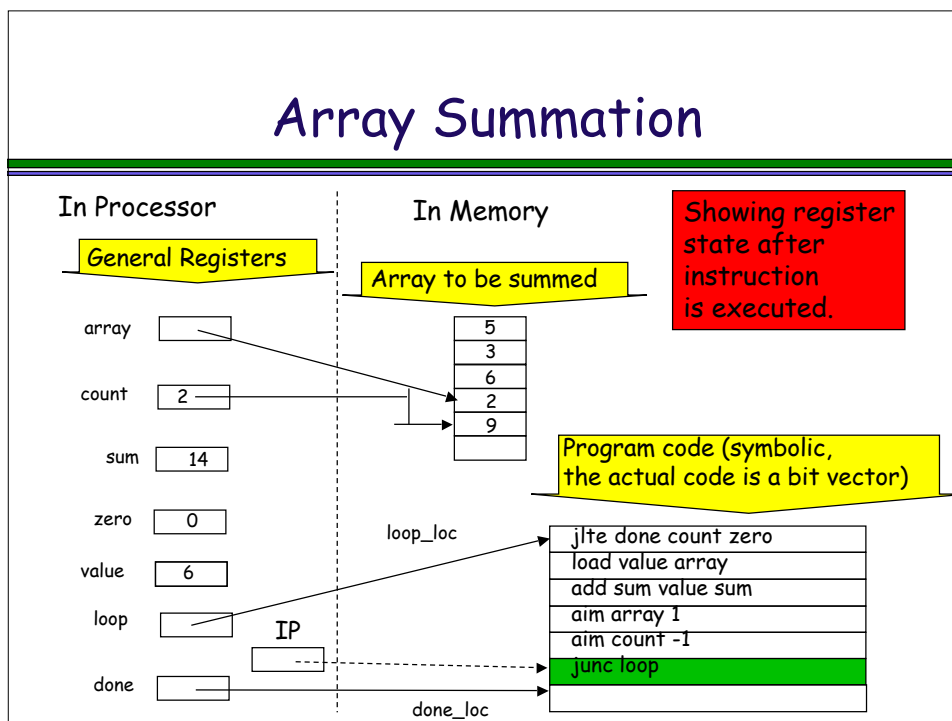 Array Summation
In Processor
In Memory
Showing register
state after
instruction
is executed.
General Registers
Array to be summed
array
count
2
sum
14
zero
0
value
6
loop
IP
done
5
3
6
2
9
Program code (symbolic,
the actual code is a bit vector)
loop_loc
jlte done count zero
load value array
add sum value sum
aim array 1
aim count -1
junc loop
done_loc